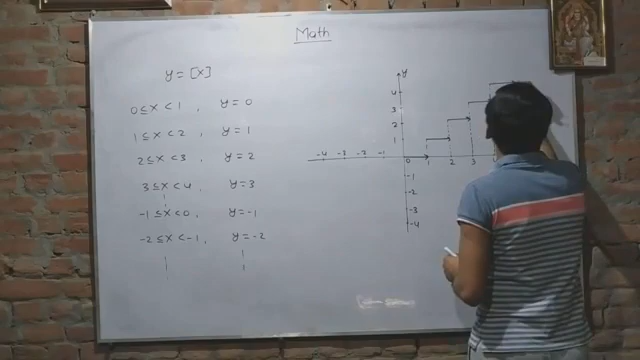 Math
y = [x]
0 ≤ x < 1 , y = 0
1 ≤ x < 2 , y = 1
2 ≤ x < 3 , y = 2
3 ≤ x < 4 , y = 3
-1 ≤ x < 0 , y = -1
-2 ≤ x < -1 , y = -2
y
4
3
2
1
-4 -3 -2 -1 0 1 2 3
-1
-2
-3
-4